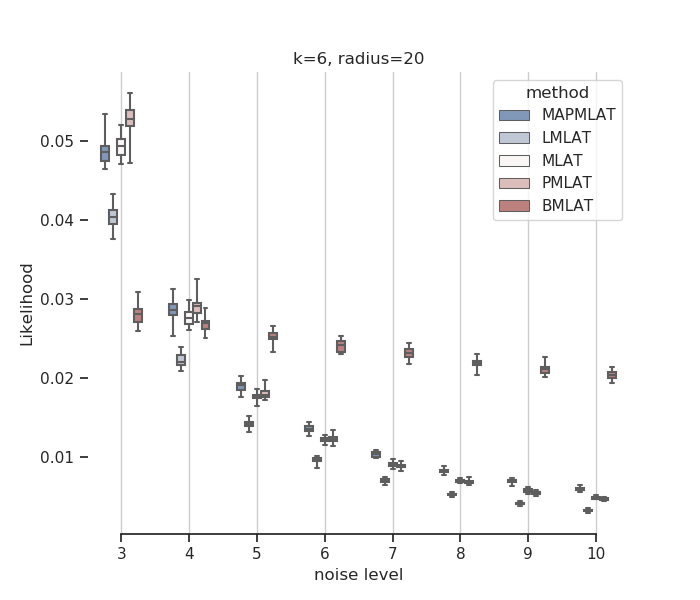 k=6, radius=20
method
MAPMLAT
LMLAT
MLAT
PMLAT
BMLAT
Likelihood
0.05
0.04
0.03
0.02
0.01
3 4 5 6 7 8 9 10
noise level